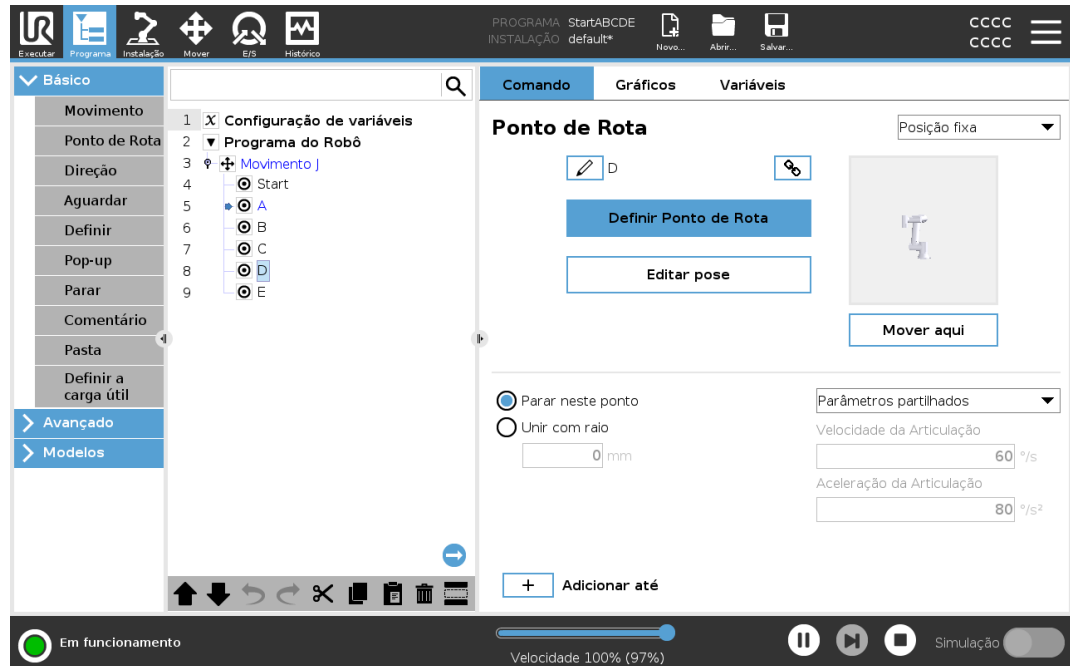 PROGRAMA StartABCDE
INSTALAÇÃO default*
CCCC
CCCC
UR
Executar
Programa
Instalação
Mover
E/S
Histórico
Novo...
Abrir...
Salvar...
Básico
Movimento
Ponto de Rota
Direção
Aguardar
Definir
Pop-up
Parar
Comentário
Pasta
Definir a
carga útil
Avançado
Modelos
1 X Configuração de variáveis
2 Programa do Robô
3 Movimento J
4 Start
5 A
6 B
7 C
8 D
9 E
Comando
Gráficos
Variáveis
Ponto de Rota
Posição fixa
D
Definir Ponto de Rota
Editar pose
Mover aqui
Parar neste ponto
Unir com raio
0 mm
Parâmetros partilhados
Velocidade da Articulação
60 °/s
Aceleração da Articulação
80 °/s²
+ Adicionar até
Em funcionamento
Velocidade 100% (97%)
Simulação